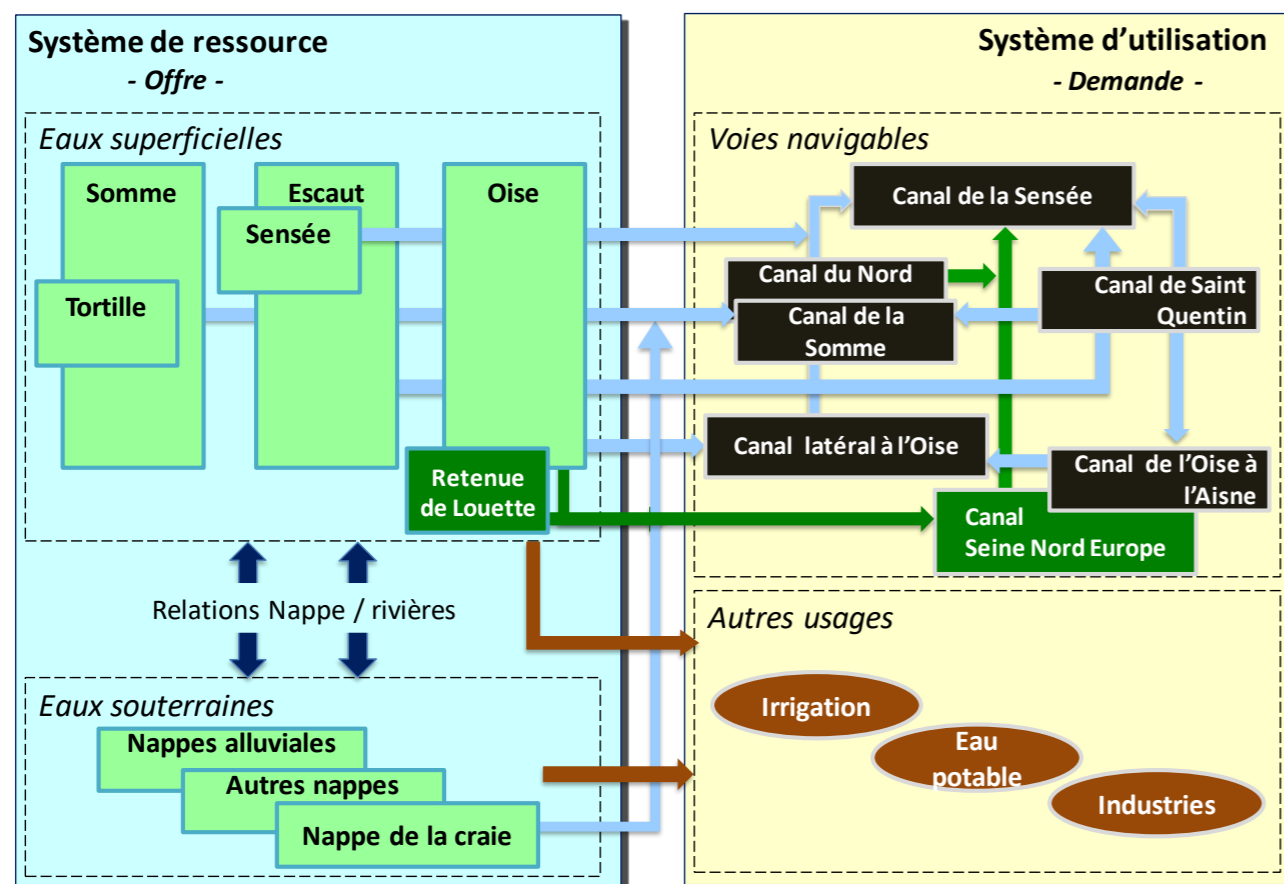 Système de ressource
- Offre -
Eaux superficielles
Somme
Escaut
Oise
Sensée
Tortille
Retenue
de Louette
Relations Nappe / rivières
Eaux souterraines
Nappes alluviales
Autres nappes
Nappe de la craie
Système d’utilisation
- Demande -
Voies navigables
Canal de la Sensée
Canal du Nord
Canal de la
Somme
Canal de Saint
Quentin
Canal latéral à l’Oise
Canal de l’Oise à
l’Aisne
Canal
Seine Nord Europe
Autres usages
Irrigation
Eau
potable
Industries